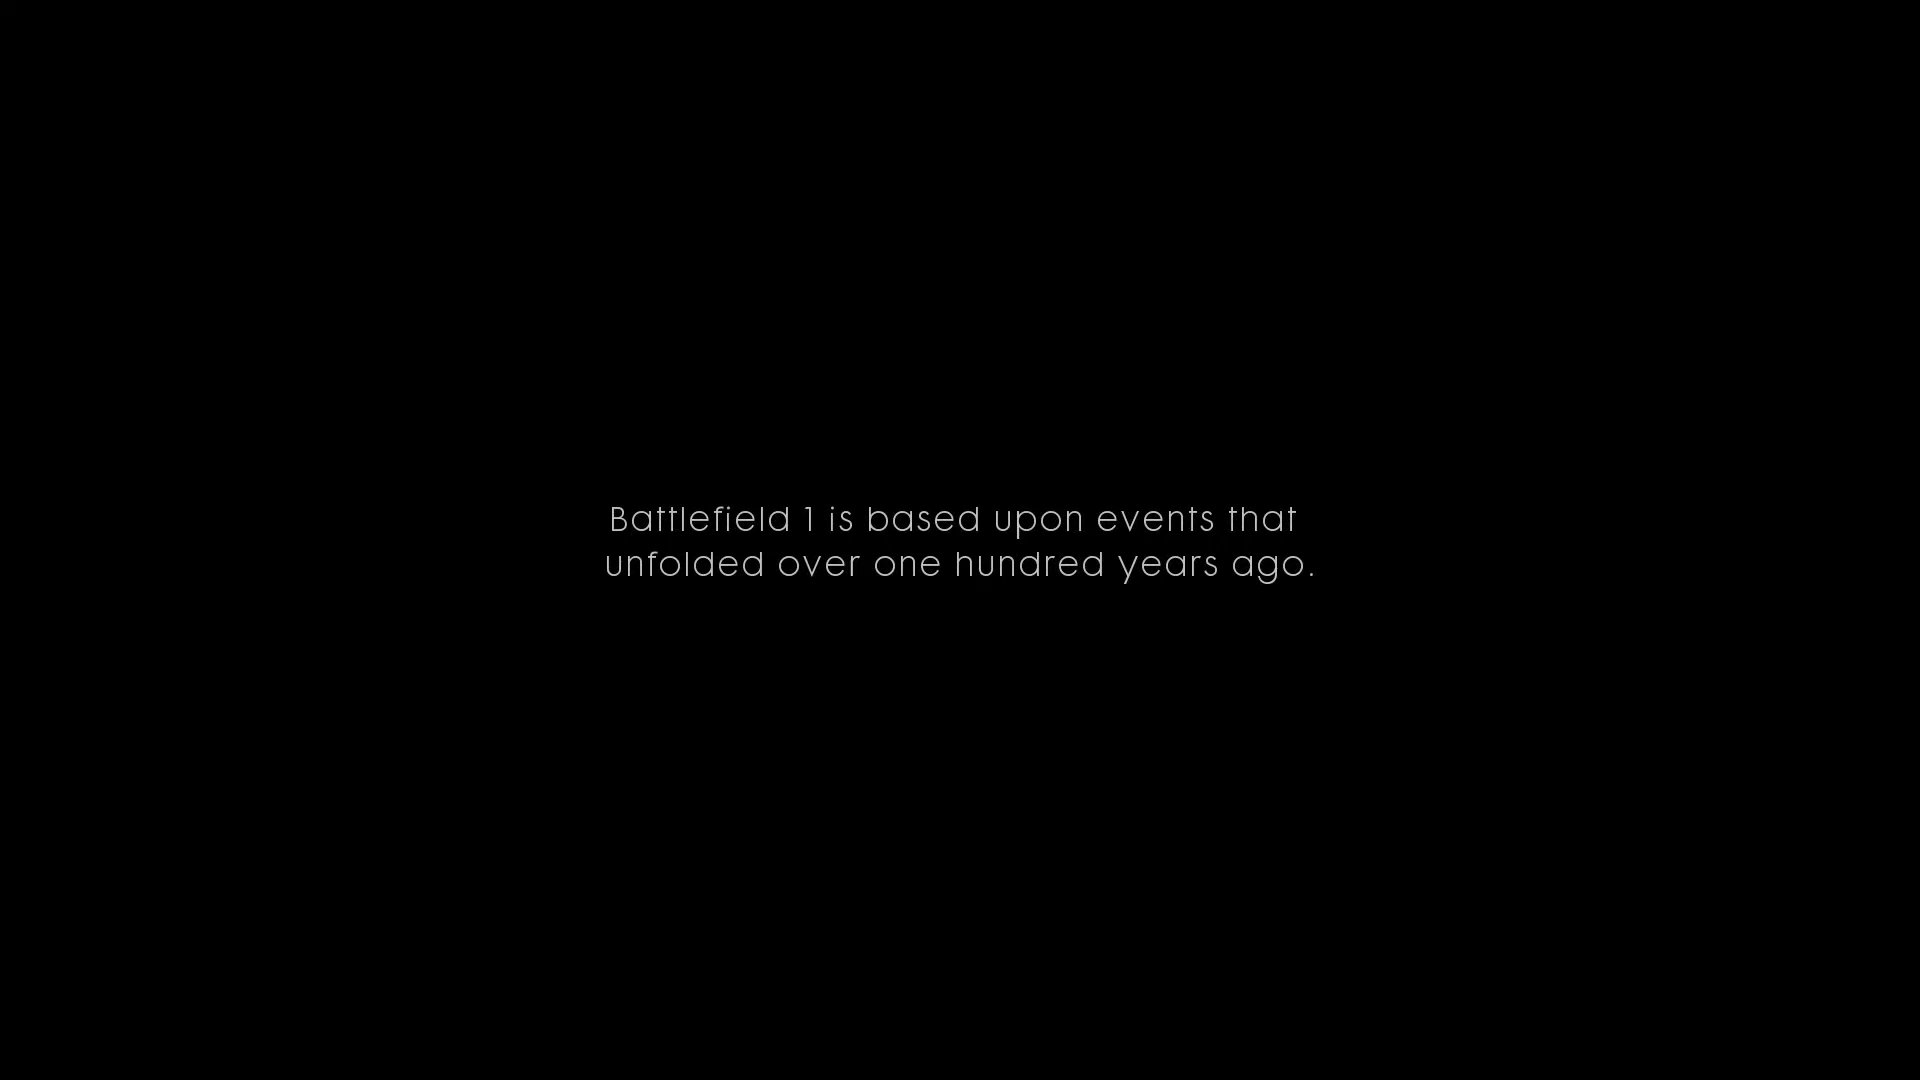 Battlefield 1 is based upon events that
unfolded over one hundred years ago.